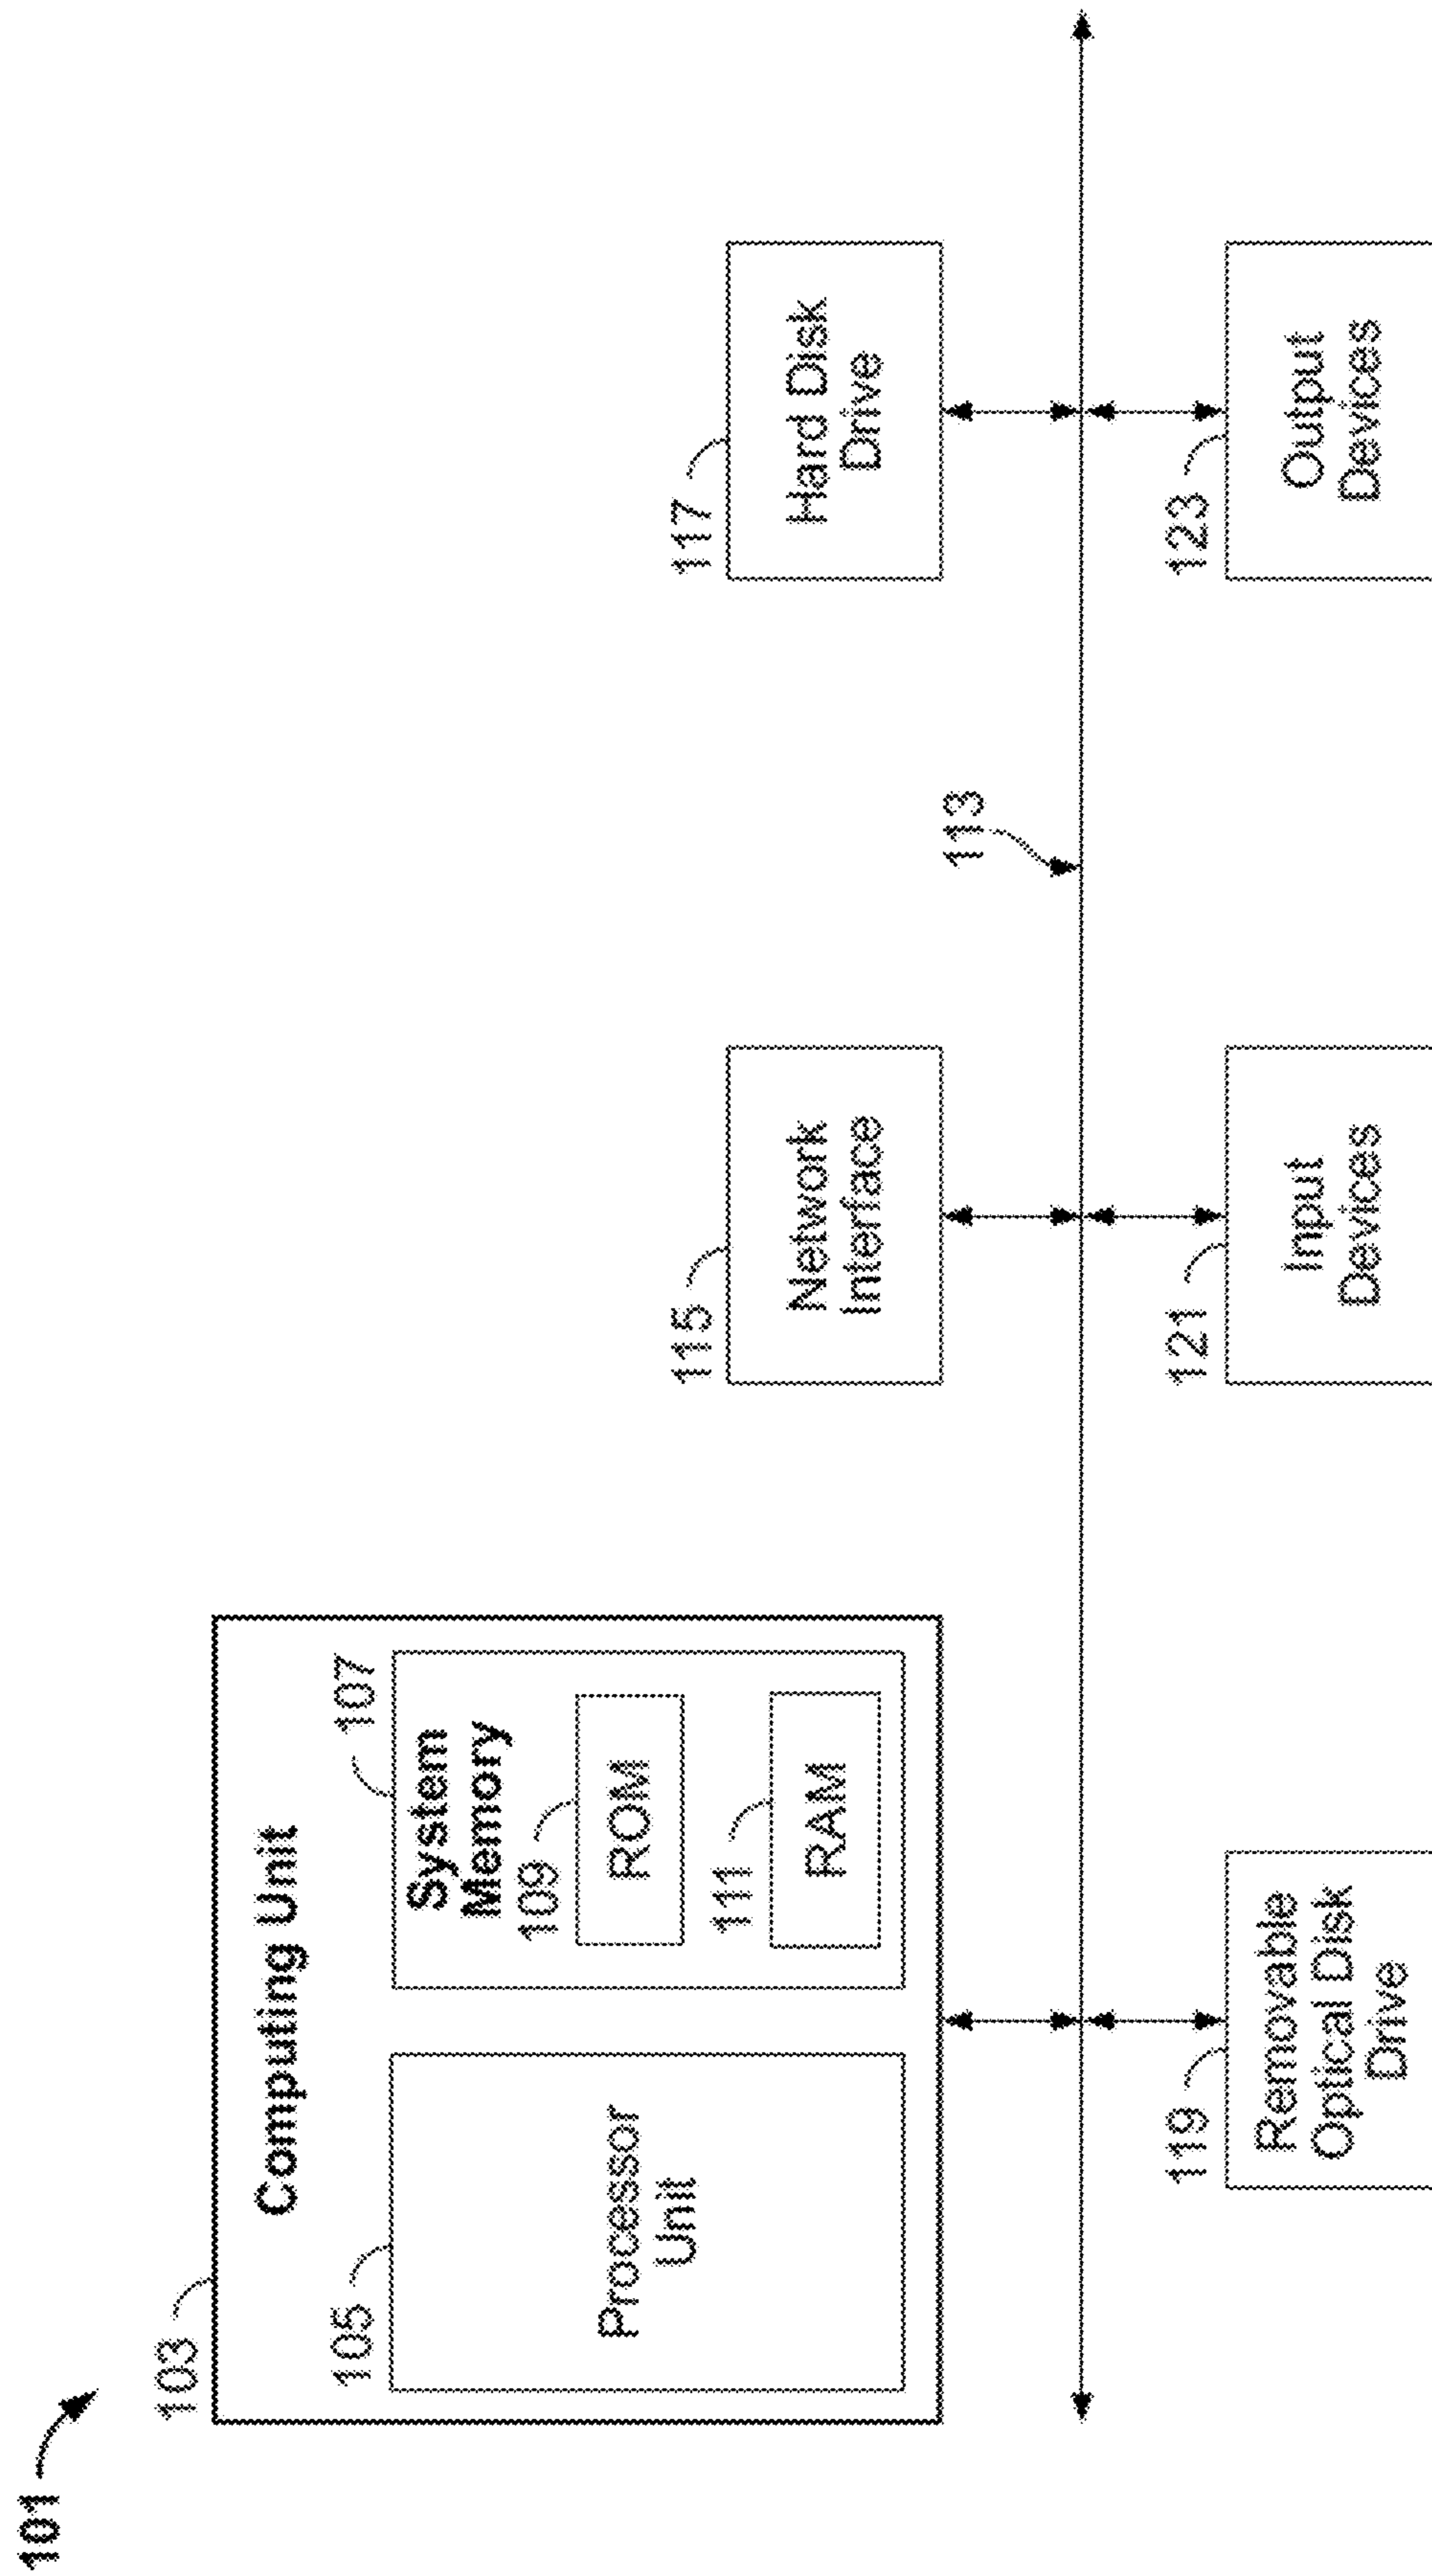 101
103
Computing Unit
105
Processor
Unit
107
System
Memory
109
ROM
111
RAM
115
Network
Interface
117
Hard Disk
Drive
113
119
Removable
Optical Disk
Drive
121
Input
Devices
123
Output
Devices